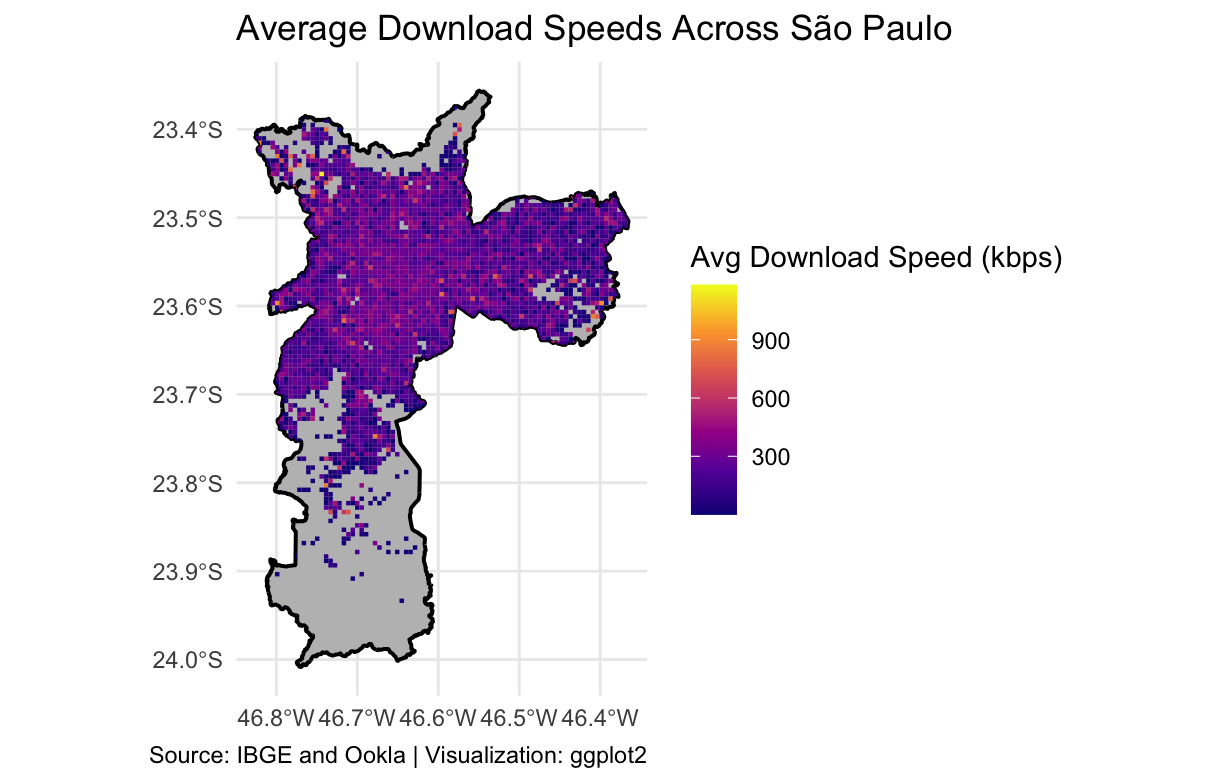 Average Download Speeds Across São Paulo
23.4°S
23.5°S
23.6°S
23.7°S
23.8°S
23.9°S
24.0°S
46.8°W 46.7°W 46.6°W 46.5°W 46.4°W
Avg Download Speed (kbps)
900
600
300
Source: IBGE and Ookla | Visualization: ggplot2